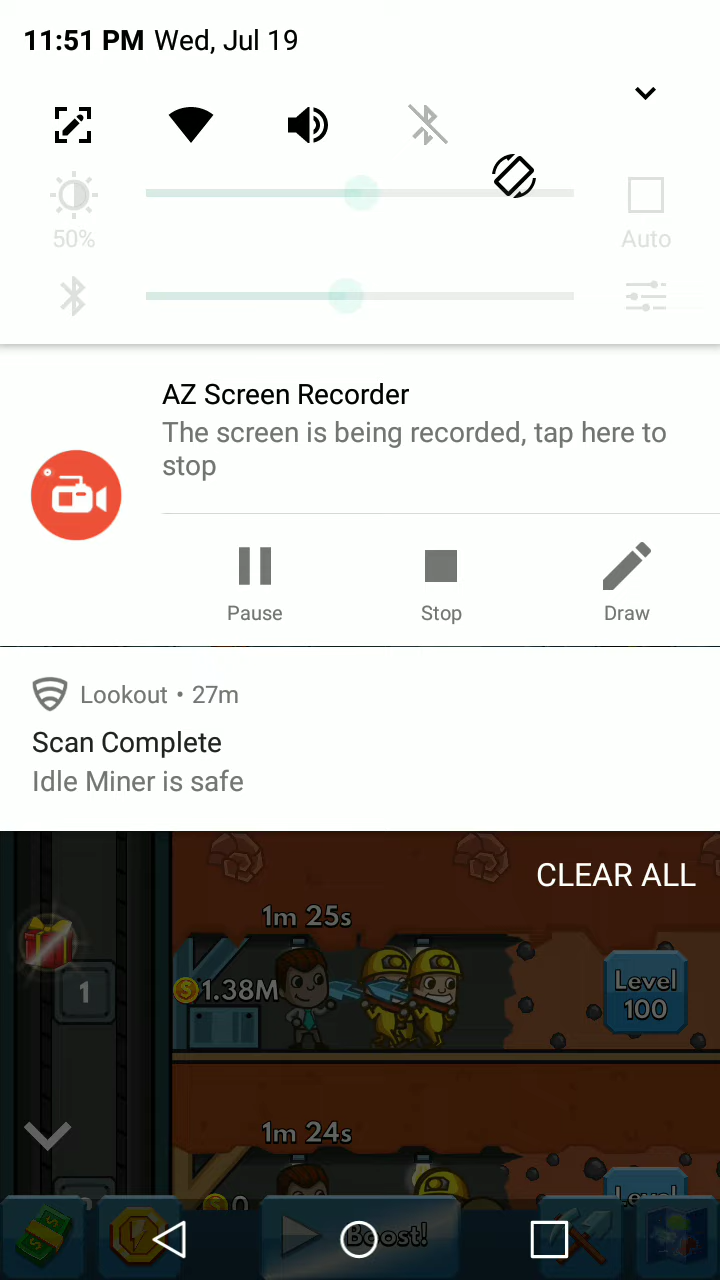 11:51 PM Wed, Jul 19
50%
Auto
AZ Screen Recorder
The screen is being recorded, tap here to
stop
Pause
Stop
Draw
Lookout • 27m
Scan Complete
Idle Miner is safe
CLEAR ALL
1m 25s
1
1.38M
Level
100
1m 24s
0
Level
Boost!